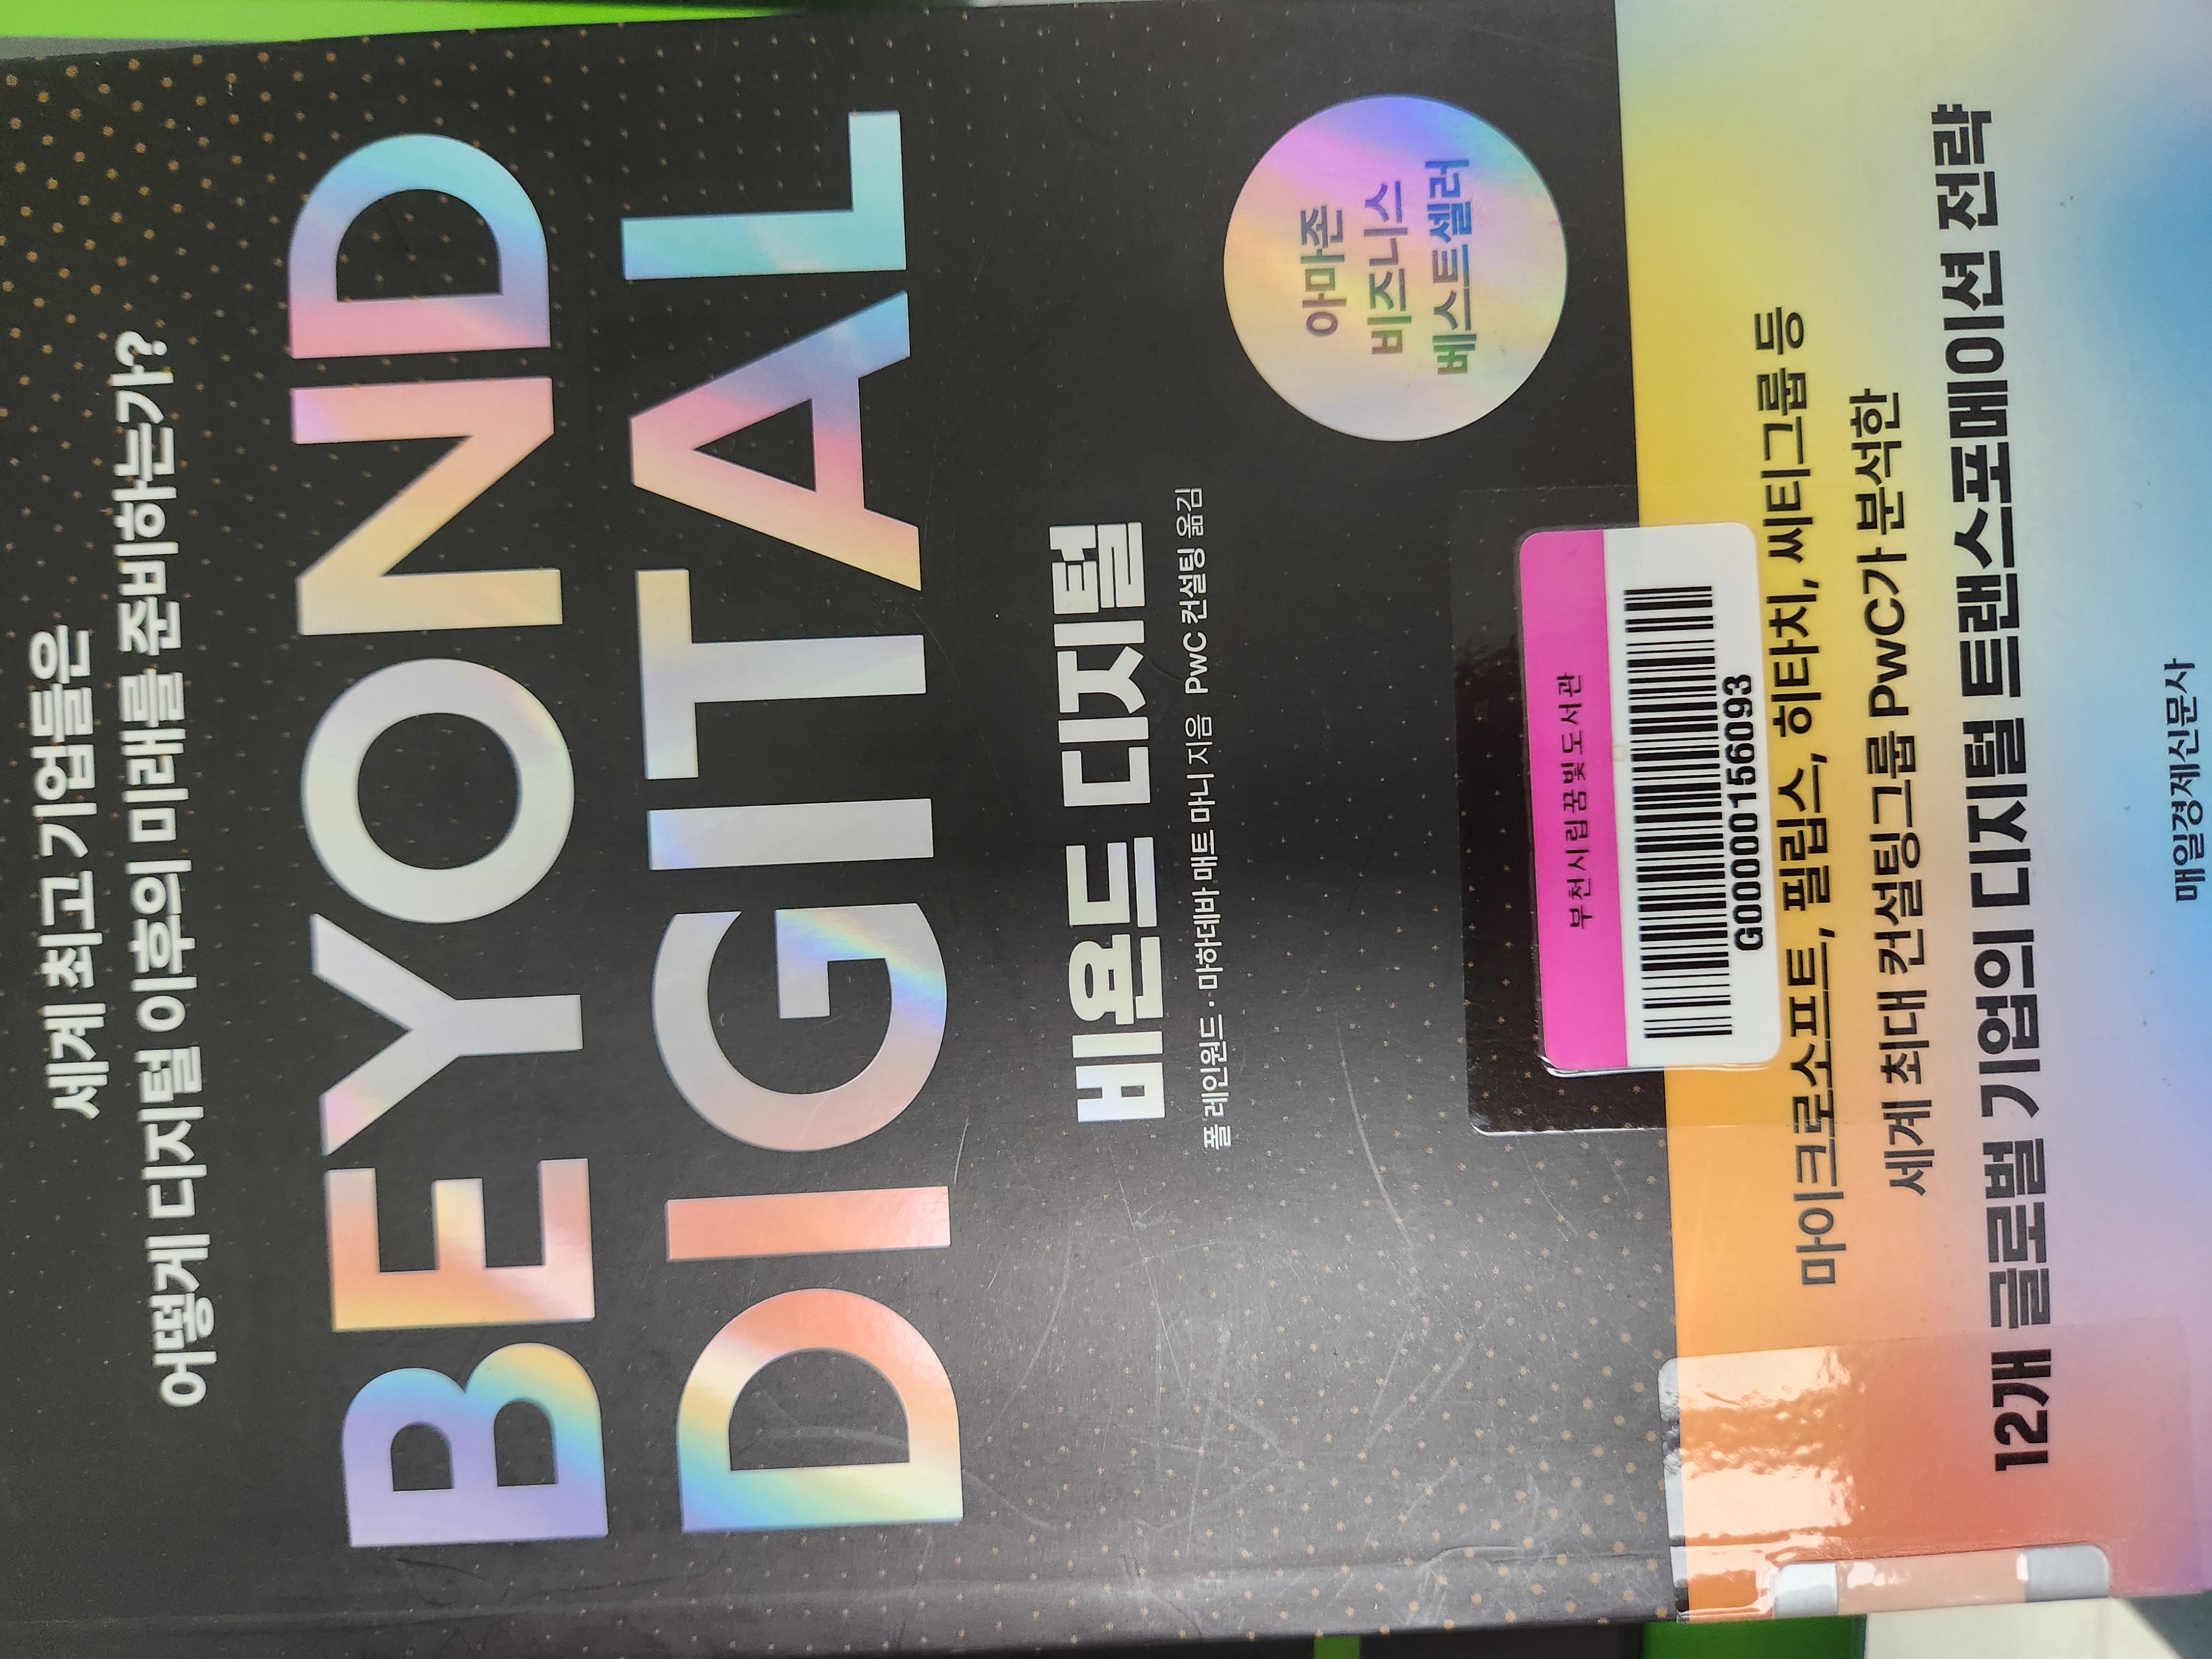 세계 최고 기업들은
어떻게 디지털 이후의 미래를 준비하는가?
BEYOND
DIGITAL
비욘드 디지털
폴 레인원드 · 마하데바 매트 마니 지음 PwC 컨설팅 옮김
아마존
비즈니스
베스트셀러
부천시립꿈빛도서관
G0000156093
마이크로소프트, 필립스, 히타치, 씨티그룹 등
세계 최대 컨설팅그룹 PwC가 분석한
12개 글로벌 기업의 디지털 트랜스포메이션 전략
매일경제신문사